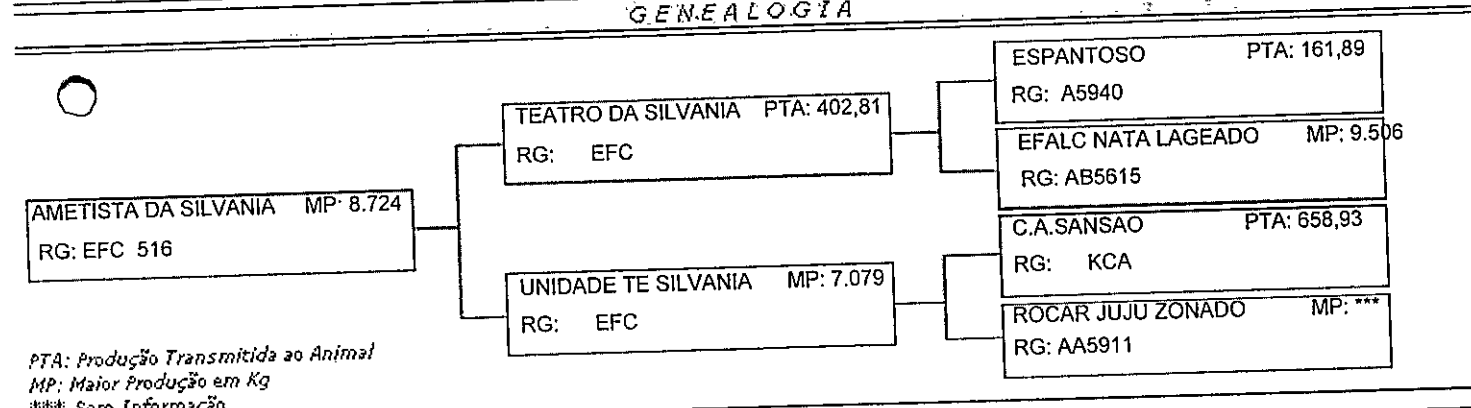 GENEALOGIA
ESPANTOSO PTA: 161,89
RG: A5940
TEATRO DA SILVANIA PTA: 402,81
RG: EFC
EFALC NATA LAGEADO MP: 9.506
RG: AB5615
AMETISTA DA SILVANIA MP: 8.724
RG: EFC 516
C.A.SANSAO PTA: 658,93
RG: KCA
UNIDADE TE SILVANIA MP: 7.079
RG: EFC
ROCAR JUJU ZONADO MP: ***
RG: AA5911
PTA: Produção Transmitida ao Animal
MP: Maior Produção em Kg
*** Sem Informação